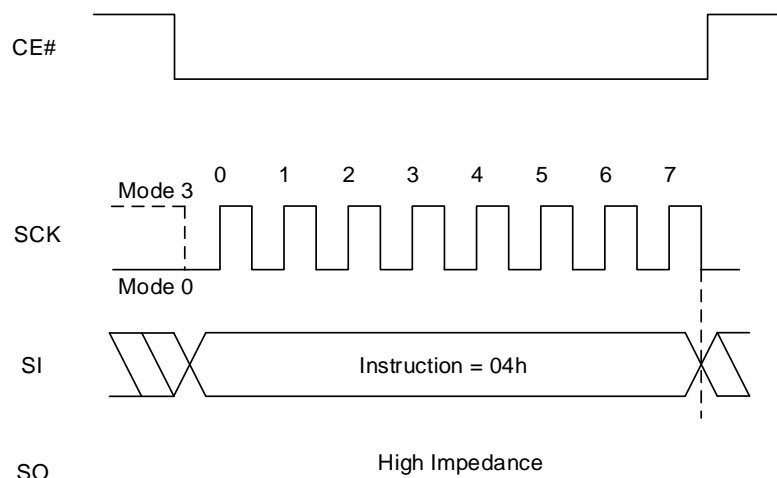 CE#
0 1 2 3 4 5 6 7
Mode 3
SCK
Mode 0
SI
Instruction = 04h
High Impedance
SO